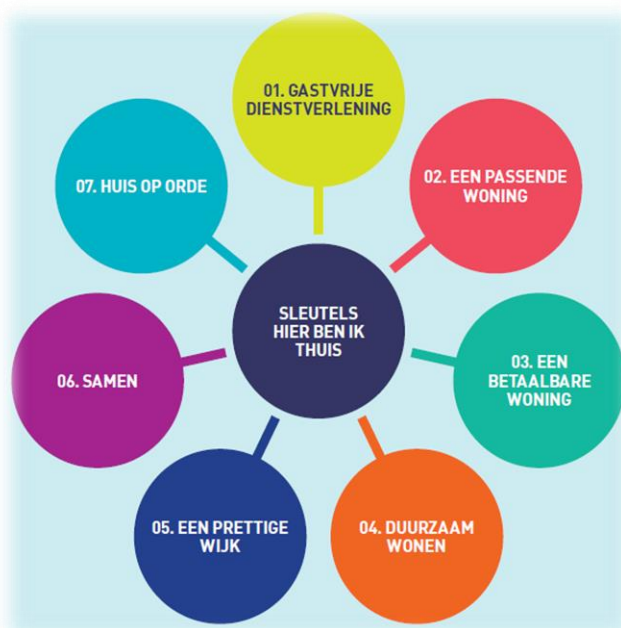 01. GASTVRIJE
DIENSTVERLENING
02. EEN PASSENDE
WONING
03. EEN
BETAALBARE
WONING
04. DUURZAAM
WONEN
05. EEN PRETTIGE
WIJK
06. SAMEN
07. HUIS OP ORDE
SLEUTELS
HIER BEN IK
THUIS